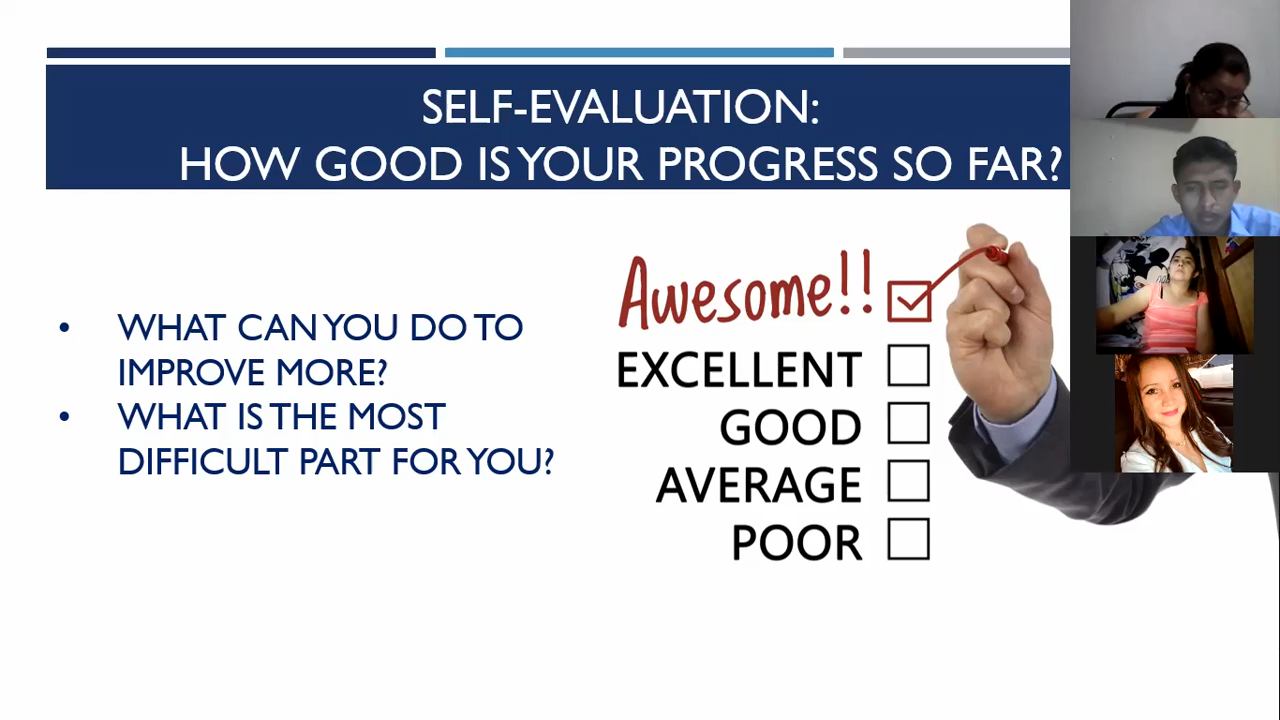 SELF-EVALUATION:
HOW GOOD IS YOUR PROGRESS SO FAR?
• WHAT CAN YOU DO TO
IMPROVE MORE?
• WHAT IS THE MOST
DIFFICULT PART FOR YOU?
Awesome!!
EXCELLENT
GOOD
AVERAGE
POOR